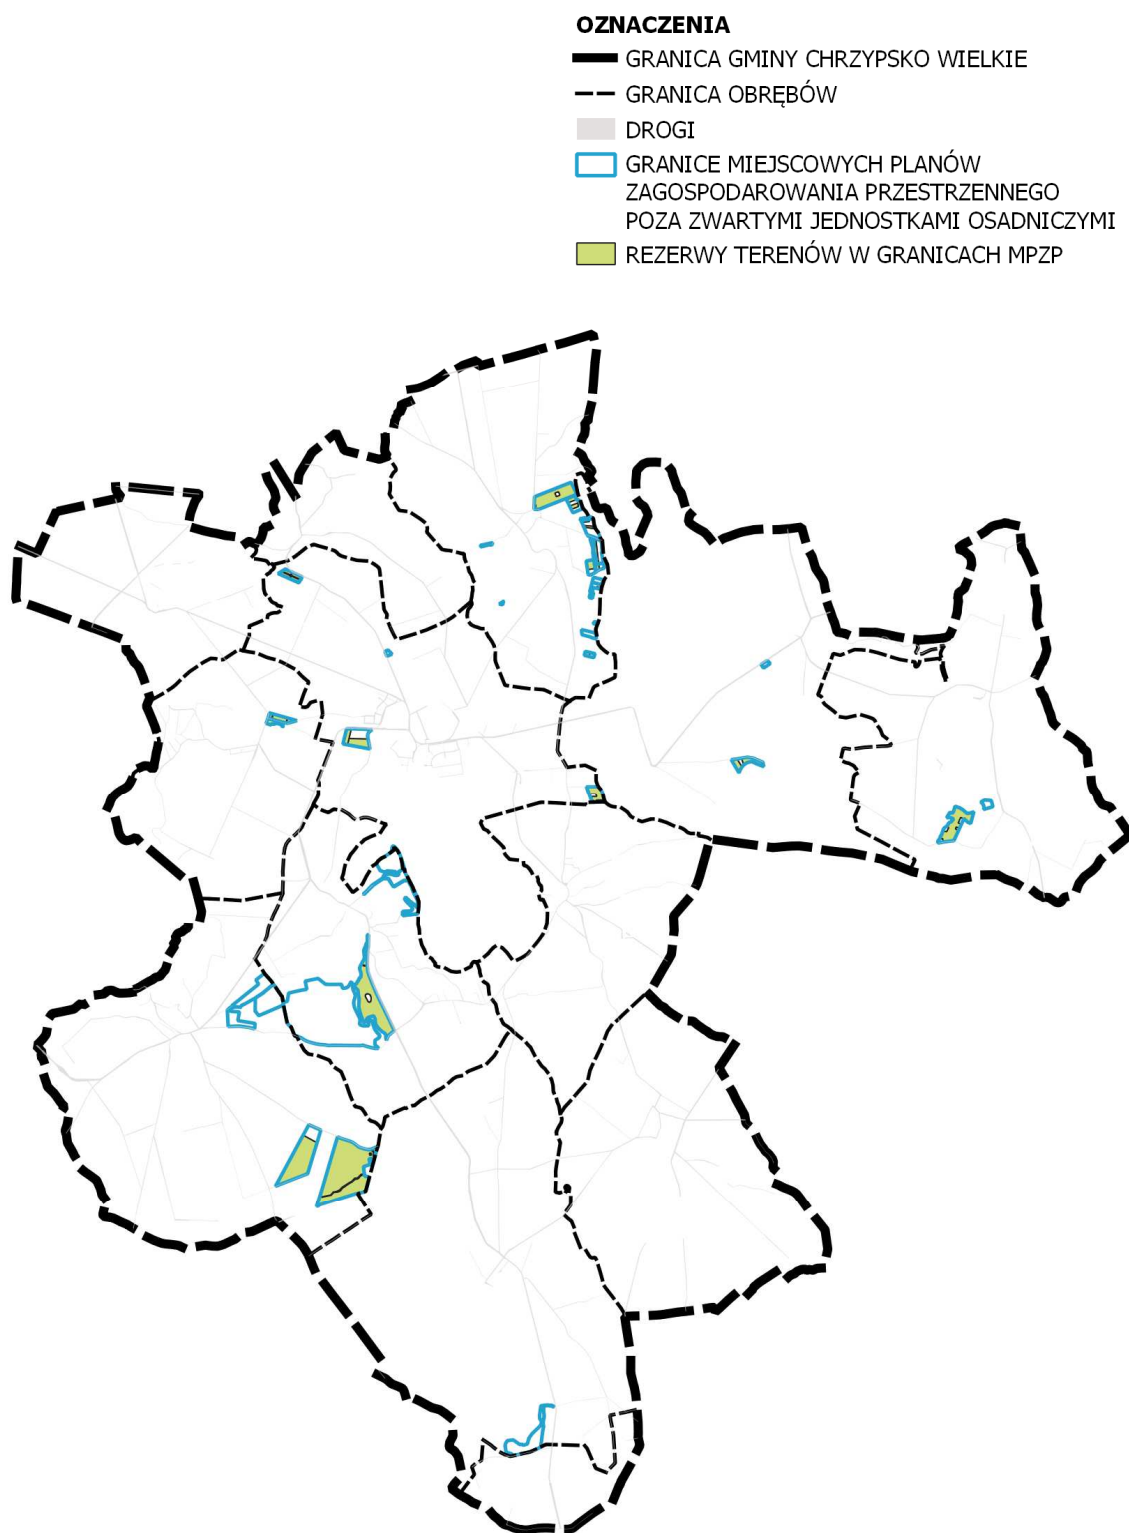 OZNACZENIA
GRANICA GMINY CHRZYPSKO WIELKIE
GRANICA OBRĘBÓW
DROGI
GRANICE MIEJSCOWYCH PLANÓW
ZAGOSPODAROWANIA PRZESTRZENNEGO
POZA ZWARTYMI JEDNOSTKAMI OSADNICZYMI
REZERWY TERENÓW W GRANICACH MPZP